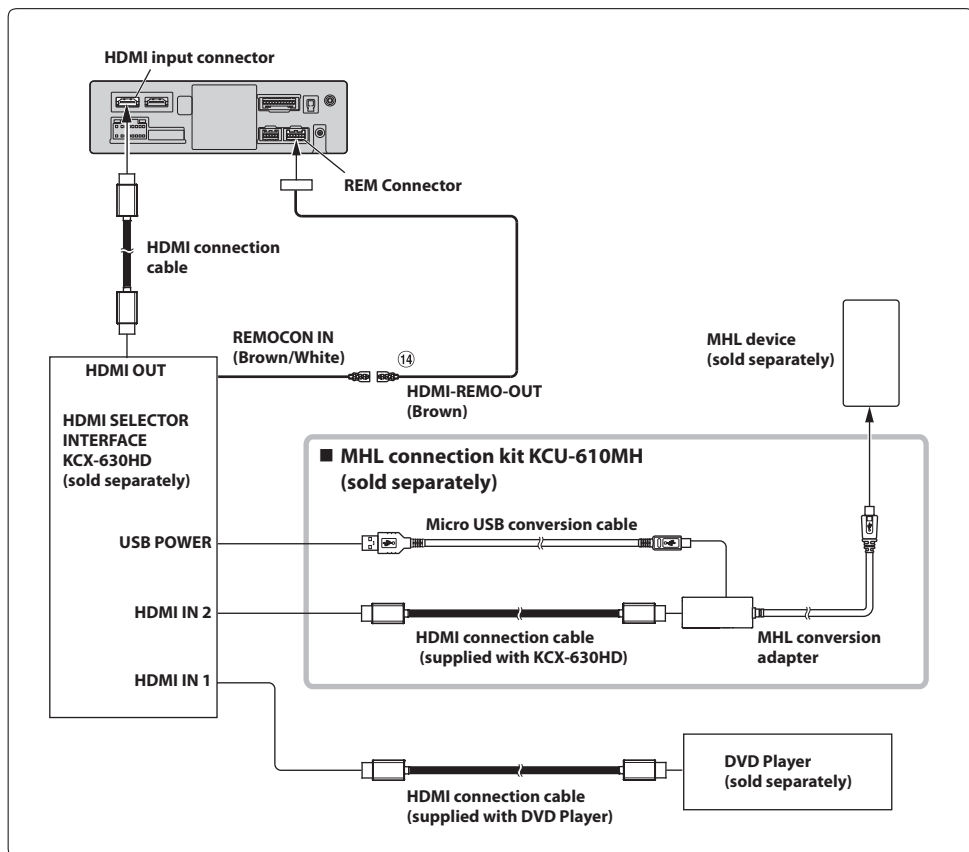 HDMI input connector
REM Connector
HDMI connection
cable
REMOCON IN
(Brown/White)
⑭
HDMI-REMO-OUT
(Brown)
MHL device
(sold separately)
HDMI OUT
HDMI SELECTOR
INTERFACE
KCX-630HD
(sold separately)
■ MHL connection kit KCU-610MH
(sold separately)
Micro USB conversion cable
USB POWER
HDMI IN 2
HDMI connection cable
(supplied with KCX-630HD)
MHL conversion
adapter
HDMI IN 1
DVD Player
(sold separately)
HDMI connection cable
(supplied with DVD Player)